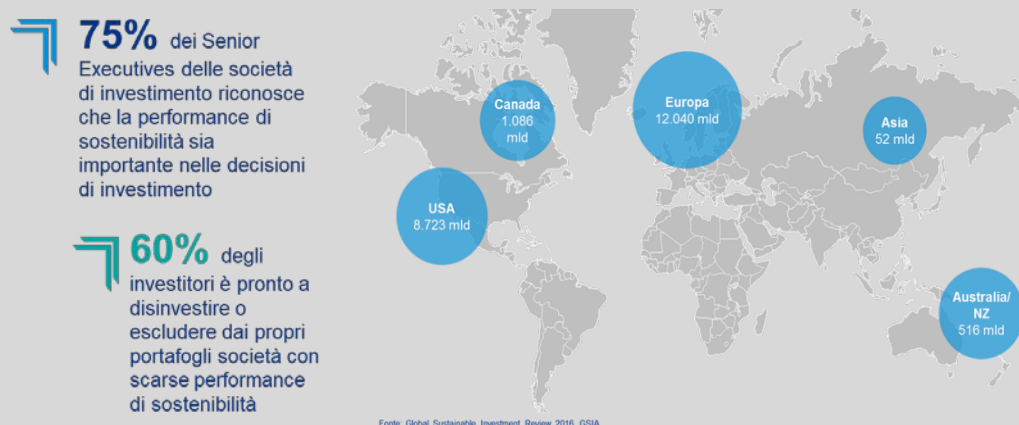 75% dei Senior
Executives delle società
di investimento riconosce
che la performance di
sostenibilità sia
importante nelle decisioni
di investimento
60% degli
investitori è pronto a
disinvestire o
escludere dai propri
portafogli società con
scarse performance
di sostenibilità
Canada
1.086
mld
Europa
12.040 mld
Asia
52 mld
USA
8.723 mld
Australia/
NZ
516 mld
Fonte: Global Sustainable Investment Review 2016, GSIA